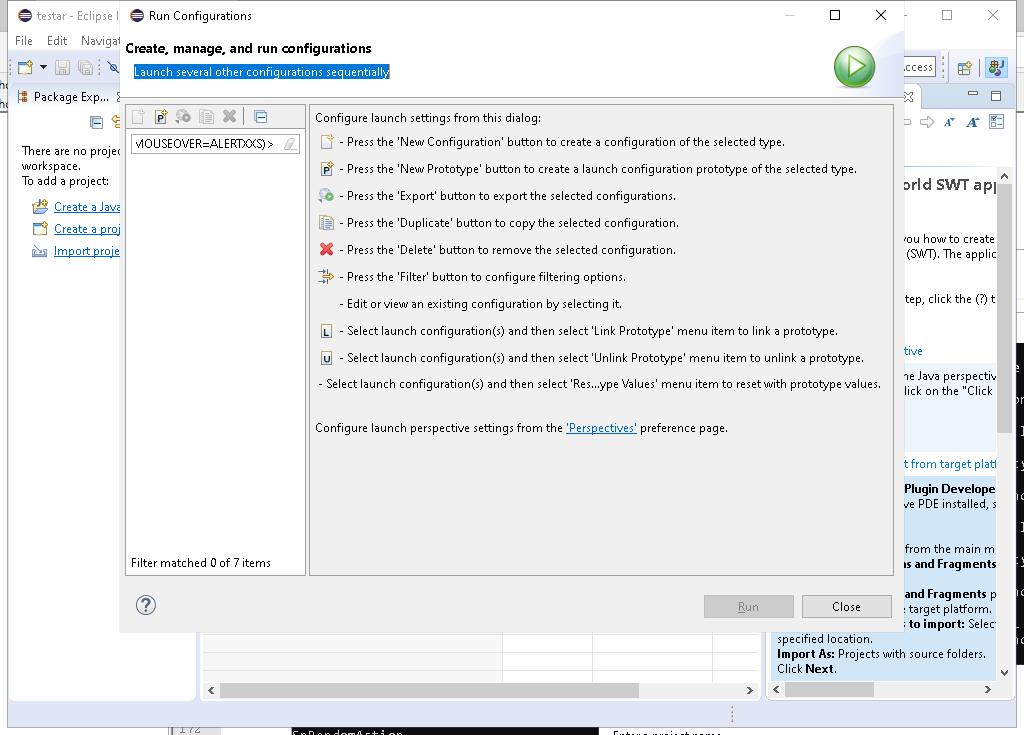 testar - Eclipse I
Run Configurations
File Edit Navigat
Create, manage, and run configurations
Launch several other configurations sequentially
ccess
Package Exp...
There are no projec
workspace.
To add a project:
Create a Java
Create a proj
Import proje
P
MOUSEOVER=ALERTXXS)>
Filter matched 0 of 7 items
Configure launch settings from this dialog:
- Press the 'New Configuration' button to create a configuration of the selected type.
P - Press the 'New Prototype' button to create a launch configuration prototype of the selected type.
- Press the 'Export' button to export the selected configurations.
- Press the 'Duplicate' button to copy the selected configuration.
- Press the 'Delete' button to remove the selected configuration.
- Press the 'Filter' button to configure filtering options.
- Edit or view an existing configuration by selecting it.
L - Select launch configuration(s) and then select 'Link Prototype' menu item to link a prototype.
U - Select launch configuration(s) and then select 'Unlink Prototype' menu item to unlink a prototype.
- Select launch configuration(s) and then select 'Res...ype Values' menu item to reset with prototype values.
Configure launch perspective settings from the 'Perspectives' preference page.
?
Run
Close
orld SWT app
you how to create
(SWT). The applic
tep, click the (?) t
tive
he Java perspectiv
lick on the "Click
t from target platf
Plugin Develope
ve PDE installed, s
from the main m
ns and Fragments
and Fragments p
e target platform.
s to import: Select
specified location.
Import As: Projects with source folders.
Click Next.
172
SpRandomAction
Enter a project name